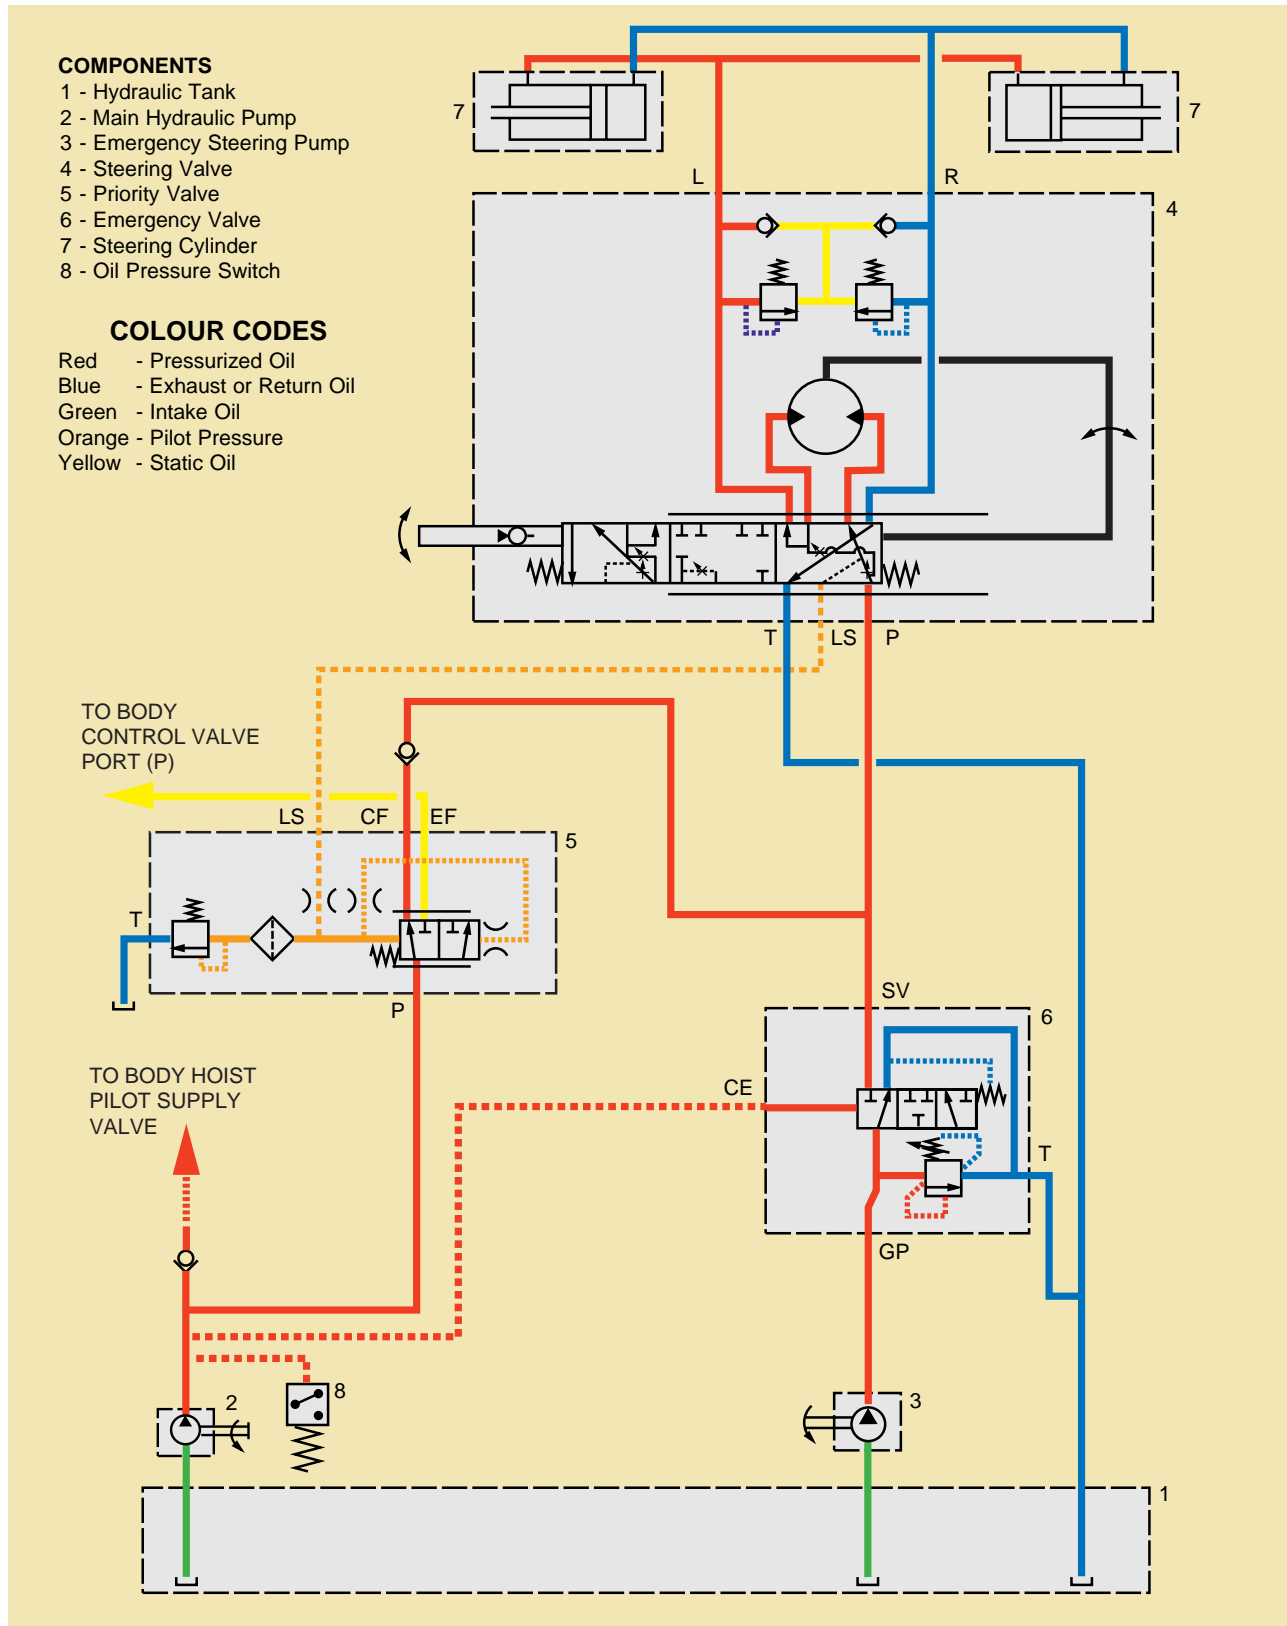 COMPONENTS
1 - Hydraulic Tank
2 - Main Hydraulic Pump
3 - Emergency Steering Pump
4 - Steering Valve
5 - Priority Valve
6 - Emergency Valve
7 - Steering Cylinder
8 - Oil Pressure Switch
COLOUR CODES
Red - Pressurized Oil
Blue - Exhaust or Return Oil
Green - Intake Oil
Orange - Pilot Pressure
Yellow - Static Oil
7
7
L
R
4
T
LS
P
TO BODY
CONTROL VALVE
PORT (P)
LS
CF
EF
5
T
P
SV
6
CE
T
GP
TO BODY HOIST
PILOT SUPPLY
VALVE
2
8
3
1